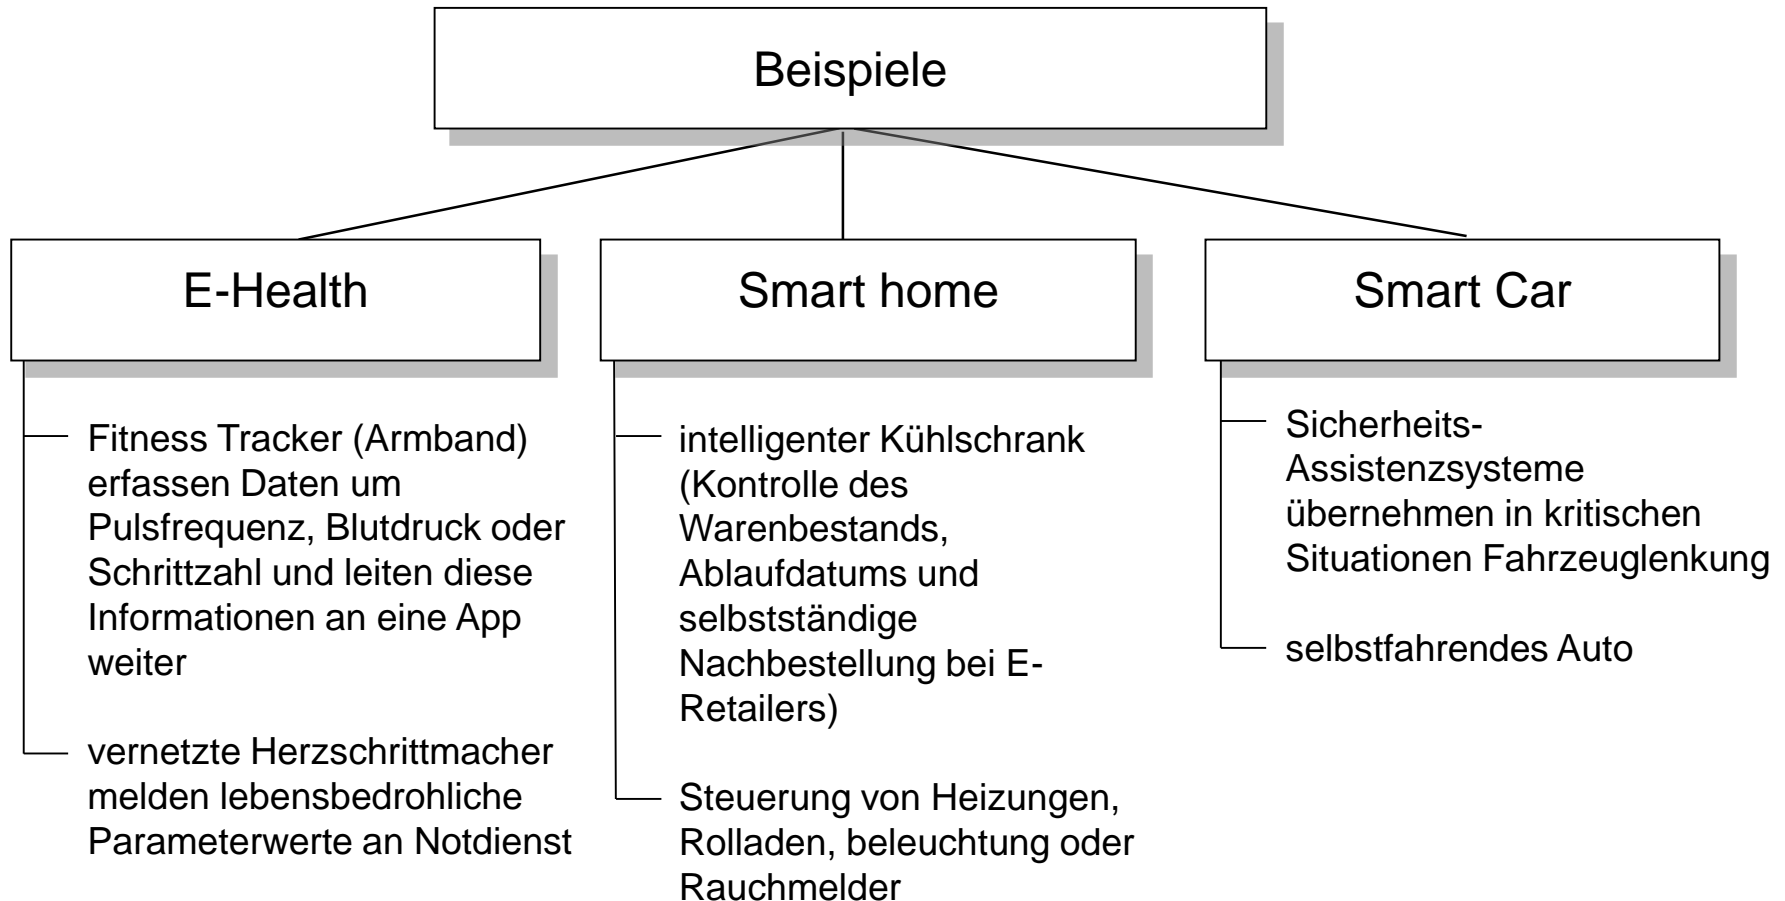 Beispiele
E-Health
Fitness Tracker (Armband)
erfassen Daten um
Pulsfrequenz, Blutdruck oder
Schrittzahl und leiten diese
Informationen an eine App
weiter
vernetzte Herzschrittmacher
melden lebensbedrohliche
Parameterwerte an Notdienst
Smart home
intelligenter Kühlschrank
(Kontrolle des
Warenbestands,
Ablaufdatums und
selbstständige
Nachbestellung bei E-
Retailers)
Steuerung von Heizungen,
Rolladen, beleuchtung oder
Rauchmelder
Smart Car
Sicherheits-
Assistenzsysteme
übernehmen in kritischen
Situationen Fahrzeuglenkung
selbstfahrendes Auto